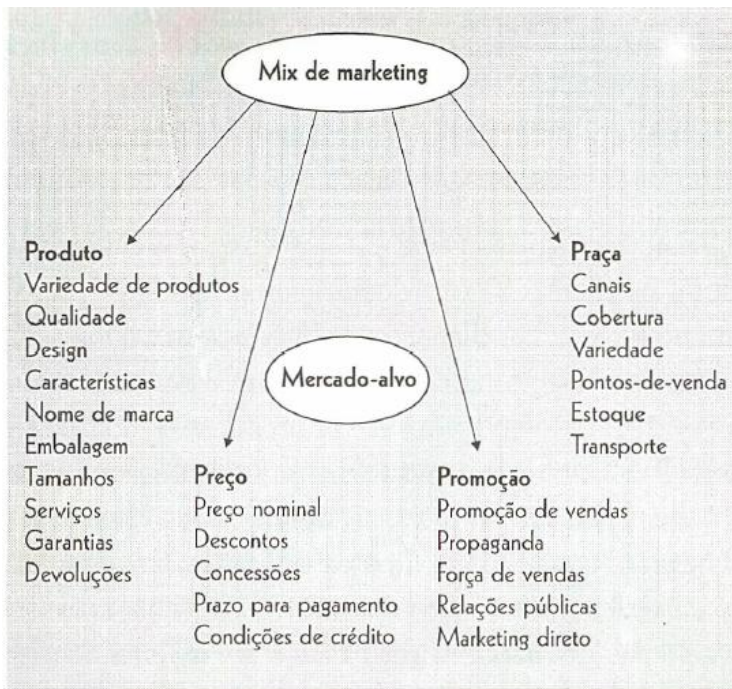 Mix de marketing
Produto
Variedade de produtos
Qualidade
Design
Características
Nome de marca
Embalagem
Tamanhos
Serviços
Garantias
Devoluções
Mercado-alvo
Preço
Preço nominal
Descontos
Concessões
Prazo para pagamento
Condições de crédito
Promoção
Promoção de vendas
Propaganda
Força de vendas
Relações públicas
Marketing direto
Praça
Canais
Cobertura
Variedade
Pontos-de-venda
Estoque
Transporte